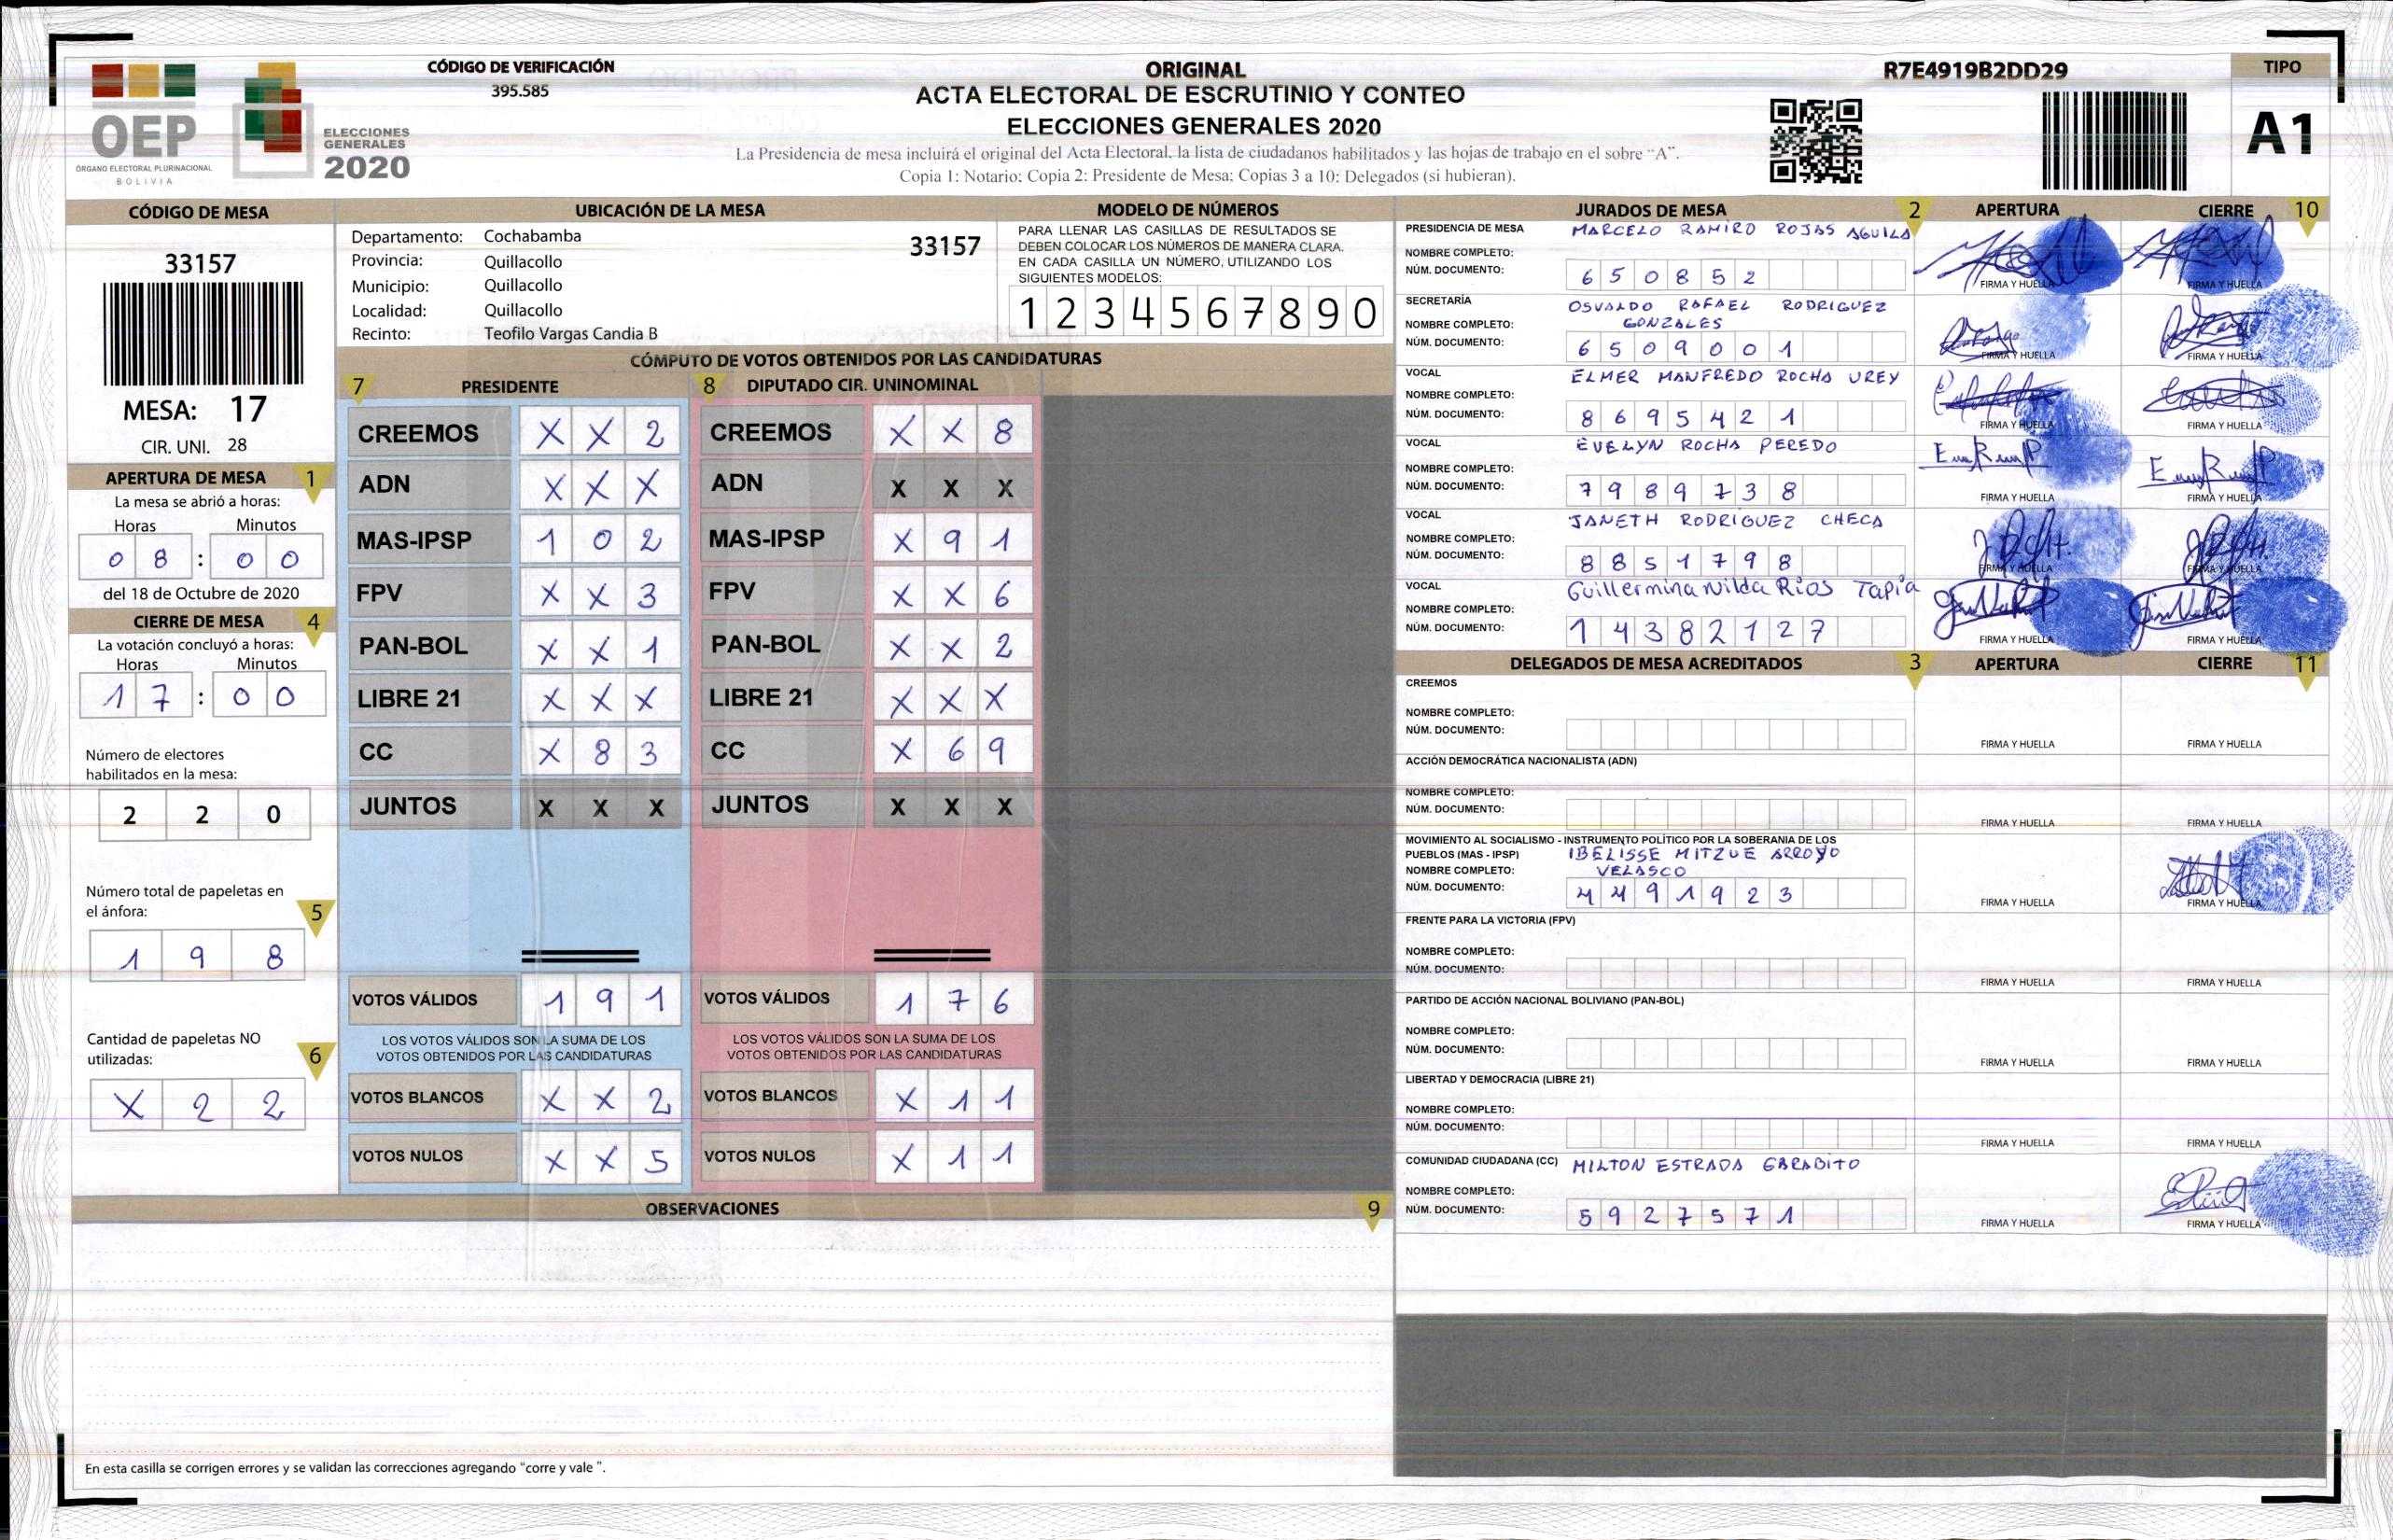 OEP
ÓRGANO ELECTORAL PLURINACIONAL
BOLIVIA
ELECCIONES
GENERALES
2020
CÓDIGO DE VERIFICACIÓN
395.585
ORIGINAL
ACTA ELECTORAL DE ESCRUTINIO Y CONTEO
ELECCIONES GENERALES 2020
La Presidencia de mesa incluirá el original del Acta Electoral, la lista de ciudadanos habilitados y las hojas de trabajo en el sobre "A".
Copia 1: Notario; Copia 2: Presidente de Mesa; Copias 3 a 10: Delegados (si hubieran).
R7E4919B2DD29
TIPO
A1
CÓDIGO DE MESA
33157
MESA: 17
CIR. UNI. 28
APERTURA DE MESA 1
La mesa se abrió a horas:
Horas Minutos
0 8 : 0 0
del 18 de Octubre de 2020
CIERRE DE MESA 4
La votación concluyó a horas:
Horas Minutos
1 7 : 0 0
Número de electores
habilitados en la mesa:
2 2 0
Número total de papeletas en
el ánfora: 5
1 9 8
Cantidad de papeletas NO
utilizadas: 6
X 2 2
UBICACIÓN DE LA MESA
Departamento: Cochabamba 33157
Provincia: Quillacollo
Municipio: Quillacollo
Localidad: Quillacollo
Recinto: Teofilo Vargas Candia B
MODELO DE NÚMEROS
PARA LLENAR LAS CASILLAS DE RESULTADOS SE
DEBEN COLOCAR LOS NÚMEROS DE MANERA CLARA.
EN CADA CASILLA UN NÚMERO, UTILIZANDO LOS
SIGUIENTES MODELOS:
1 2 3 4 5 6 7 8 9 0
CÓMPUTO DE VOTOS OBTENIDOS POR LAS CANDIDATURAS
7 PRESIDENTE
CREEMOS X X 2
ADN X X X
MAS-IPSP 1 0 2
FPV X X 3
PAN-BOL X X 1
LIBRE 21 X X X
CC X 8 3
JUNTOS X X X
VOTOS VÁLIDOS 1 9 1
LOS VOTOS VÁLIDOS SON LA SUMA DE LOS
VOTOS OBTENIDOS POR LAS CANDIDATURAS
VOTOS BLANCOS X X 2
VOTOS NULOS X X 5
8 DIPUTADO CIR. UNINOMINAL
CREEMOS X X 8
ADN X X X
MAS-IPSP X 9 1
FPV X X 6
PAN-BOL X X 2
LIBRE 21 X X X
CC X 6 9
JUNTOS X X X
VOTOS VÁLIDOS 1 7 6
LOS VOTOS VÁLIDOS SON LA SUMA DE LOS
VOTOS OBTENIDOS POR LAS CANDIDATURAS
VOTOS BLANCOS X 1 1
VOTOS NULOS X 1 1
OBSERVACIONES 9
En esta casilla se corrigen errores y se validan las correcciones agregando "corre y vale ".
JURADOS DE MESA 2 APERTURA CIERRE 10
PRESIDENCIA DE MESA MARCELO RAMIRO ROJAS AGUILA
NOMBRE COMPLETO:
NÚM. DOCUMENTO: 6 5 0 8 5 2
FIRMA Y HUELLA FIRMA Y HUELLA
SECRETARÍA OSVALDO RAFAEL RODRIGUEZ
NOMBRE COMPLETO: GONZALES
NÚM. DOCUMENTO: 6 5 0 9 0 0 1
FIRMA Y HUELLA FIRMA Y HUELLA
VOCAL ELMER MANFREDO ROCHA UREY
NOMBRE COMPLETO:
NÚM. DOCUMENTO: 8 6 9 5 4 2 1
FIRMA Y HUELLA FIRMA Y HUELLA
VOCAL EVELYN ROCHA PEREDO
NOMBRE COMPLETO:
NÚM. DOCUMENTO: 7 9 8 9 7 3 8
FIRMA Y HUELLA FIRMA Y HUELLA
VOCAL JANETH RODRIGUEZ CHECA
NOMBRE COMPLETO:
NÚM. DOCUMENTO: 8 8 5 1 7 9 8
FIRMA Y HUELLA FIRMA Y HUELLA
VOCAL Guillermina Nilda Rios Tapia
NOMBRE COMPLETO:
NÚM. DOCUMENTO: 1 4 3 8 2 1 2 7
FIRMA Y HUELLA FIRMA Y HUELLA
DELEGADOS DE MESA ACREDITADOS 3 APERTURA CIERRE 11
CREEMOS
NOMBRE COMPLETO:
NÚM. DOCUMENTO:
FIRMA Y HUELLA FIRMA Y HUELLA
ACCIÓN DEMOCRÁTICA NACIONALISTA (ADN)
NOMBRE COMPLETO:
NÚM. DOCUMENTO:
FIRMA Y HUELLA FIRMA Y HUELLA
MOVIMIENTO AL SOCIALISMO - INSTRUMENTO POLÍTICO POR LA SOBERANIA DE LOS
PUEBLOS (MAS - IPSP) IBELISSE MITZUE ARROYO
NOMBRE COMPLETO: VELASCO
NÚM. DOCUMENTO: 4 4 9 1 9 2 3
FIRMA Y HUELLA FIRMA Y HUELLA
FRENTE PARA LA VICTORIA (FPV)
NOMBRE COMPLETO:
NÚM. DOCUMENTO:
FIRMA Y HUELLA FIRMA Y HUELLA
PARTIDO DE ACCIÓN NACIONAL BOLIVIANO (PAN-BOL)
NOMBRE COMPLETO:
NÚM. DOCUMENTO:
FIRMA Y HUELLA FIRMA Y HUELLA
LIBERTAD Y DEMOCRACIA (LIBRE 21)
NOMBRE COMPLETO:
NÚM. DOCUMENTO:
FIRMA Y HUELLA FIRMA Y HUELLA
COMUNIDAD CIUDADANA (CC) MILTON ESTRADA GARABITO
NOMBRE COMPLETO:
NÚM. DOCUMENTO: 5 9 2 7 5 7 1
FIRMA Y HUELLA FIRMA Y HUELLA